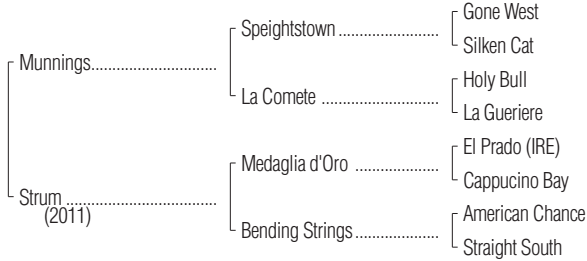 Gone West
Speightstown
Silken Cat
Munnings
Holy Bull
La Comete
La Gueriere
El Prado (IRE)
Medaglia d'Oro
Cappucino Bay
Strum
(2011)
American Chance
Bending Strings
Straight South